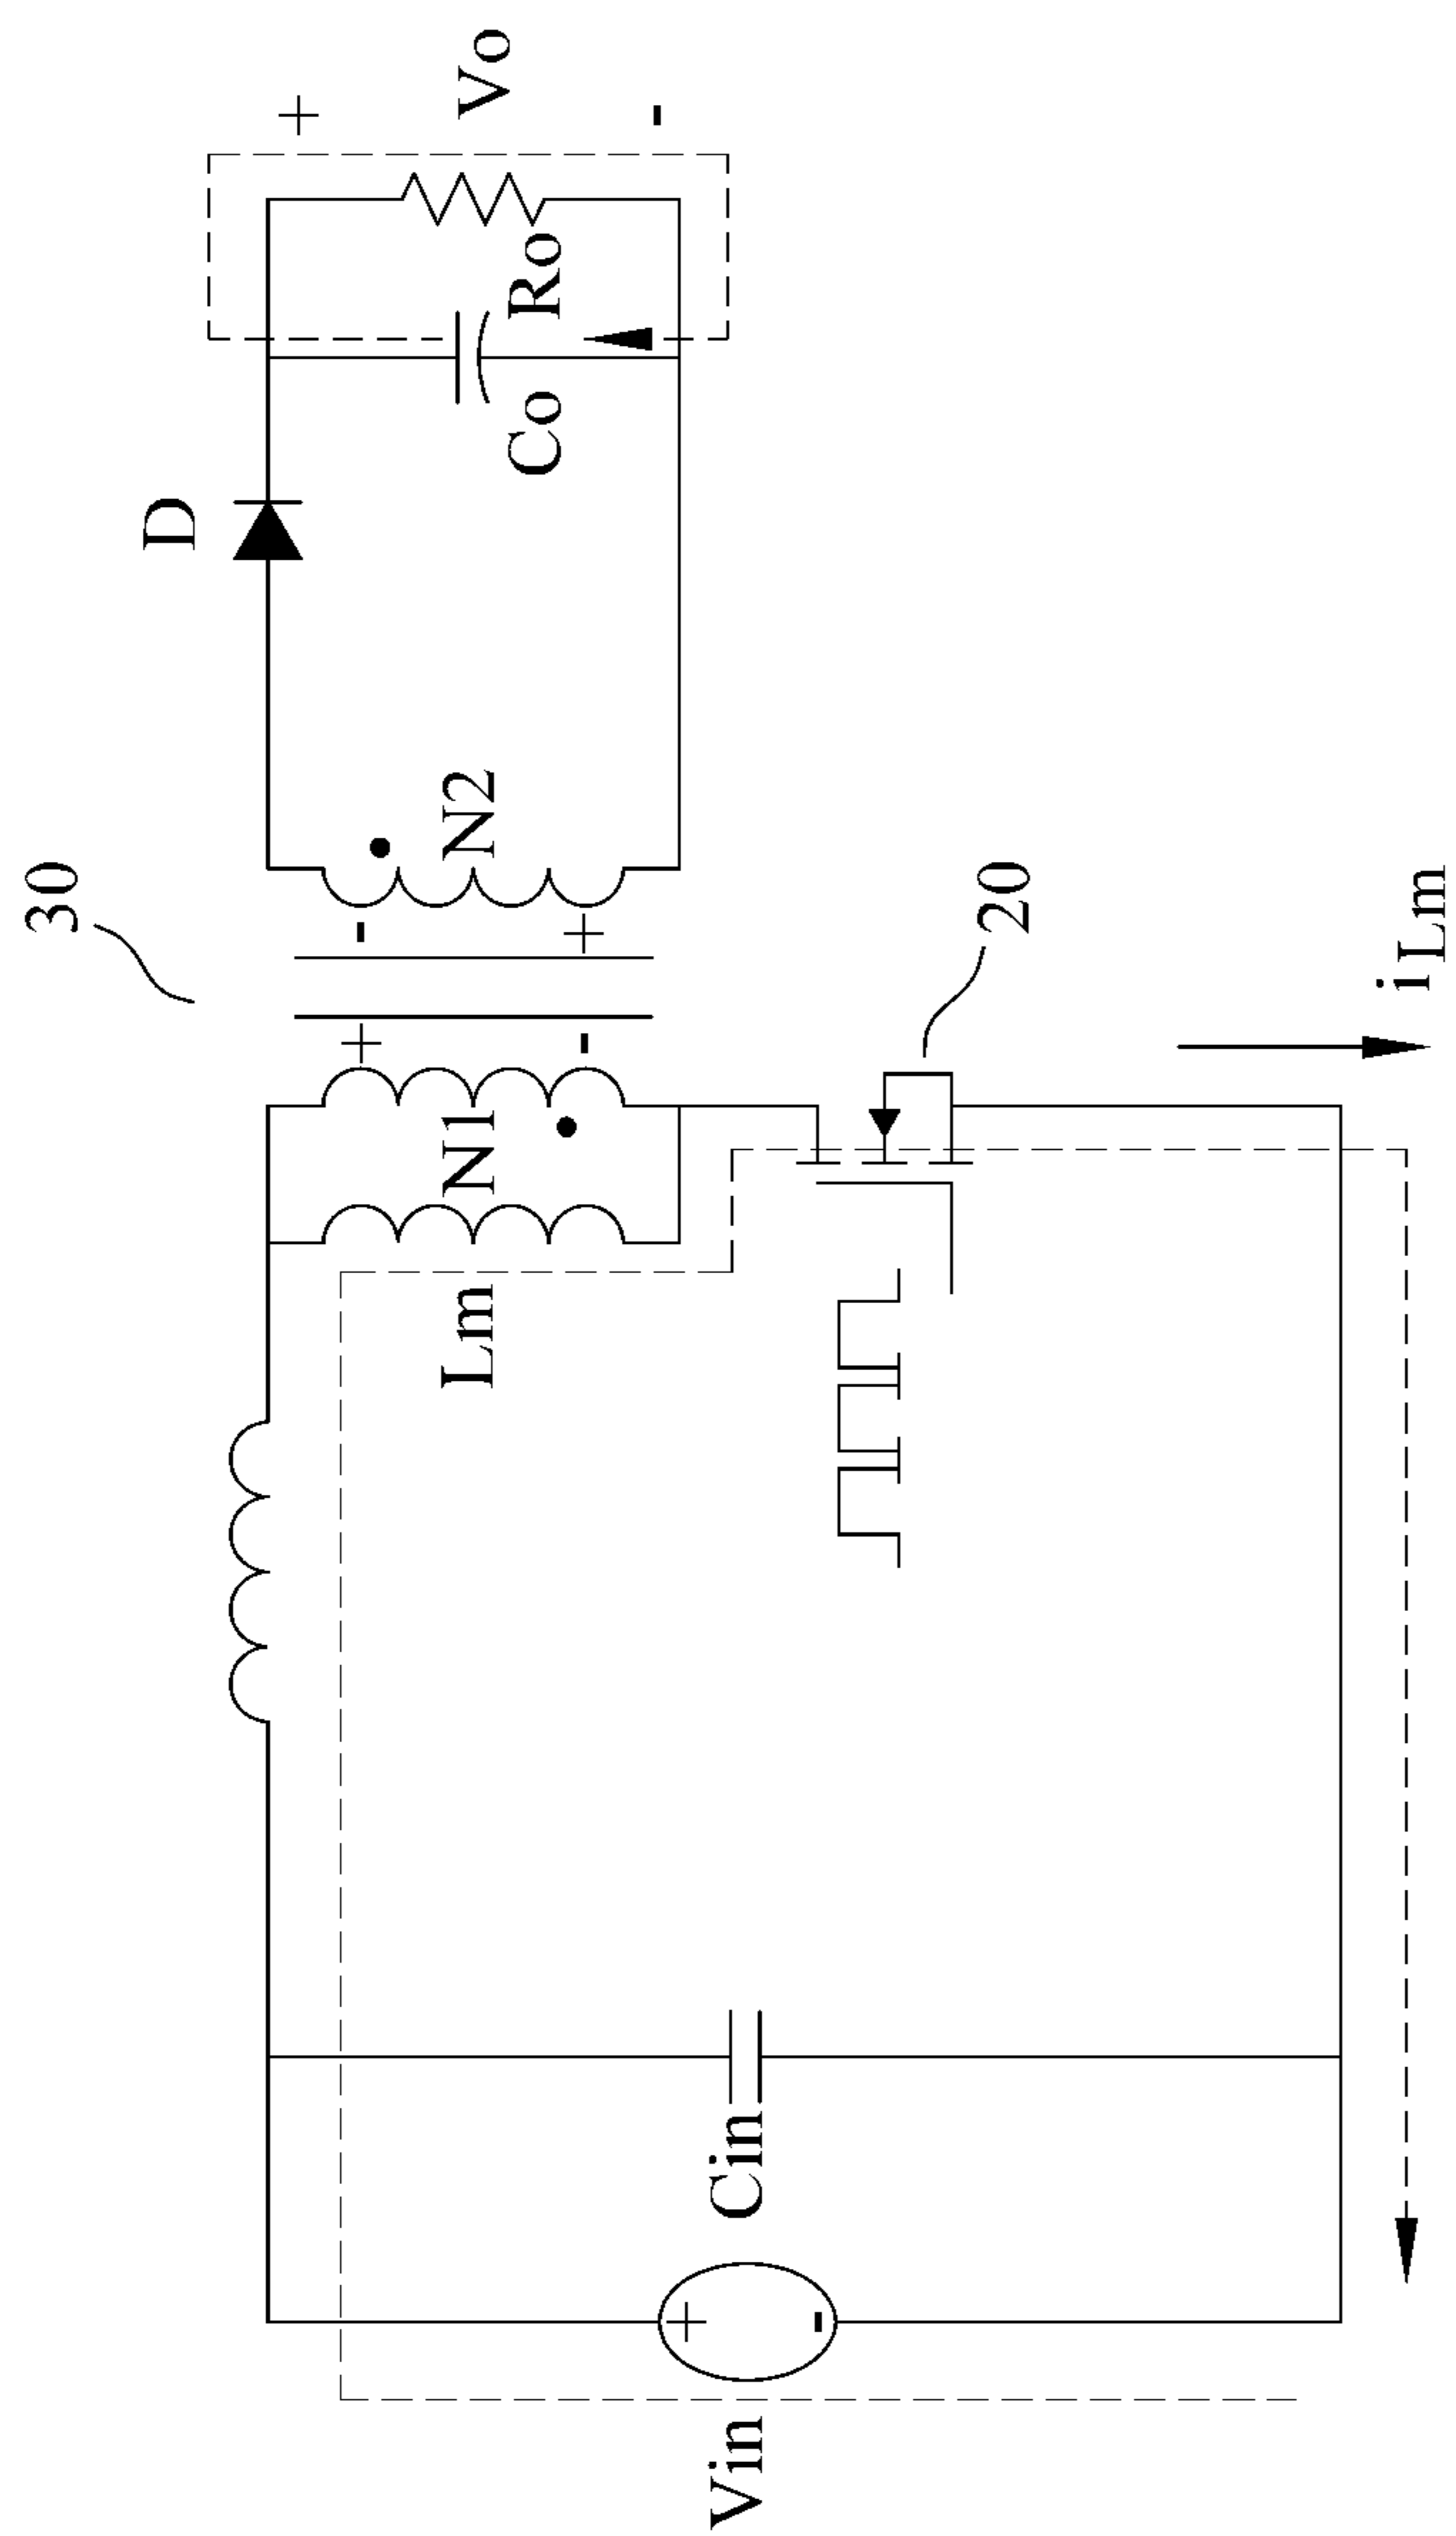 30
D
+
Vo
-
Ro
Co
N2
-
+
+
-
N1
Lm
20
iLm
Cin
Vin
+
-